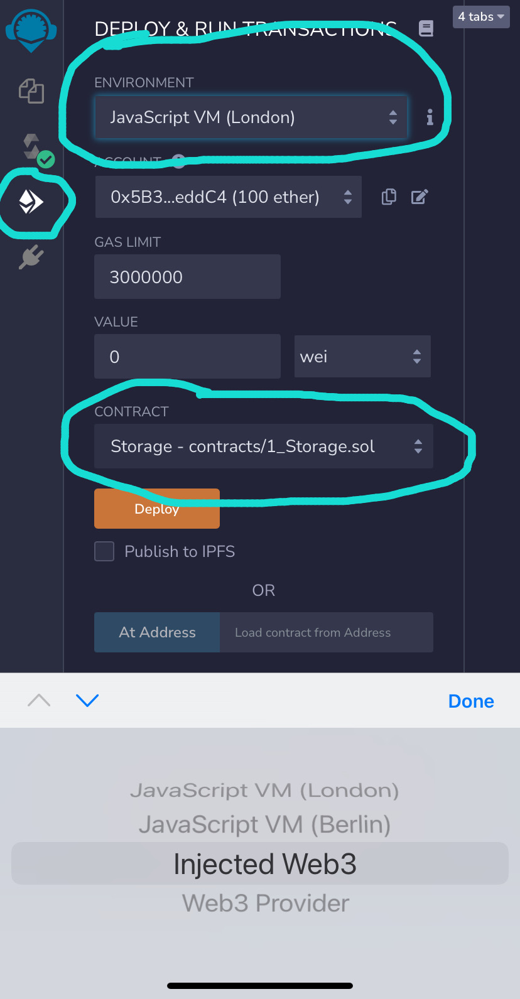 DEPLOY & RUN TRANSACTIONS
4 tabs
ENVIRONMENT
JavaScript VM (London)
ACCOUNT
0x5B3...eddC4 (100 ether)
GAS LIMIT
3000000
VALUE
0
wei
CONTRACT
Storage - contracts/1_Storage.sol
Deploy
Publish to IPFS
OR
At Address
Load contract from Address
Done
JavaScript VM (London)
JavaScript VM (Berlin)
Injected Web3
Web3 Provider